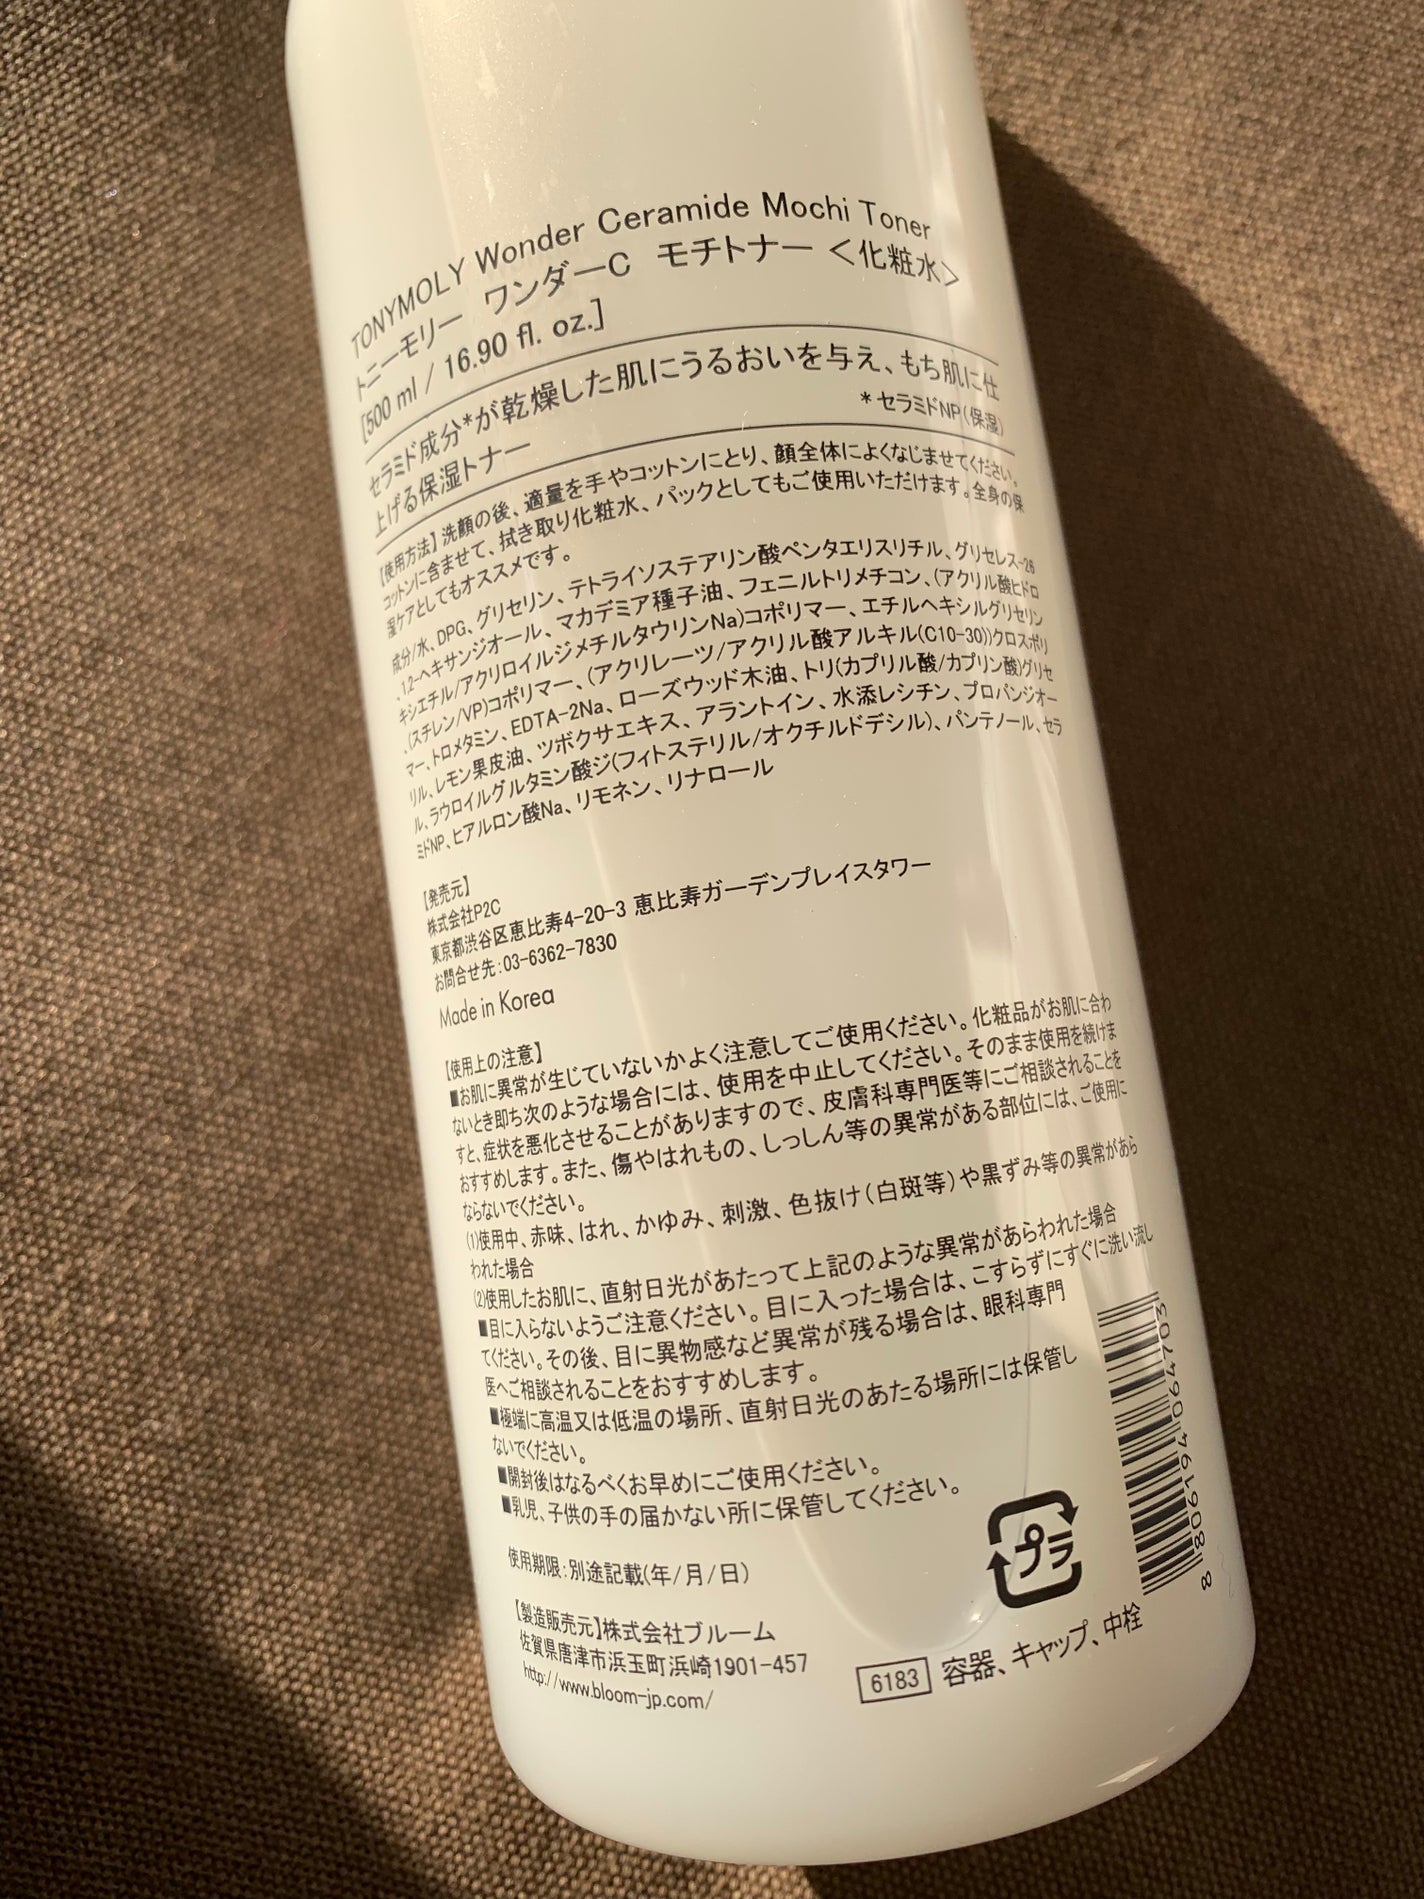 TONYMOLY Wonder Ceramide Mochi Toner
トニーモリー　ワンダーC　モチトナー ＜化粧水＞
[500 ml / 16.90 fl. oz.]
セラミド成分*が乾燥した肌にうるおいを与え、もち肌に仕
上げる保湿トナー
*セラミドNP(保湿)
【使用方法】洗顔の後、適量を手やコットンにとり、顔全体によくなじませてください。
コットンに含ませて、拭き取り化粧水、パックとしてもご使用いただけます。全身の保
湿ケアとしてもオススメです。
成分/水、DPG、グリセリン、テトライソステアリン酸ペンタエリスリチル、グリセレス-26
、1,2-ヘキサンジオール、マカデミア種子油、フェニルトリメチコン、(アクリル酸ヒドロ
キシエチル/アクリロイルジメチルタウリンNa)コポリマー、エチルヘキシルグリセリン
、(スチレン/VP)コポリマー、(アクリレーツ/アクリル酸アルキル(C10-30))クロスポリ
マー、トロメタミン、EDTA-2Na、ローズウッド木油、トリ(カプリル酸/カプリン酸)グリセ
リル、レモン果皮油、ツボクサエキス、アラントイン、水添レシチン、プロパンジオー
ル、ラウロイルグルタミン酸ジ(フィトステリル/オクチルドデシル)、パンテノール、セラ
ミドNP、ヒアルロン酸Na、リモネン、リナロール
【発売元】
株式会社P2C
東京都渋谷区恵比寿4-20-3 恵比寿ガーデンプレイスタワー
お問合せ先：03-6362-7830
Made in Korea
【使用上の注意】
■お肌に異常が生じていないかよく注意してご使用ください。化粧品がお肌に合わ
ないとき即ち次のような場合には、使用を中止してください。そのまま使用を続けま
すと、症状を悪化させることがありますので、皮膚科専門医等にご相談されることを
おすすめします。また、傷やはれもの、しっしん等の異常がある部位には、ご使用に
ならないでください。
(1)使用中、赤味、はれ、かゆみ、刺激、色抜け(白斑等)や黒ずみ等の異常があら
われた場合
(2)使用したお肌に、直射日光があたって上記のような異常があらわれた場合
■目に入らないようご注意ください。目に入った場合は、こすらずにすぐに洗い流し
てください。その後、目に異物感など異常が残る場合は、眼科専門
医へご相談されることをおすすめします。
■極端に高温又は低温の場所、直射日光のあたる場所には保管し
ないでください。
■開封後はなるべくお早めにご使用ください。
■乳児、子供の手の届かない所に保管してください。
使用期限：別途記載(年/月/日)
【製造販売元】株式会社ブルーム
佐賀県唐津市浜玉町浜崎1901-457
http://www.bloom-jp.com/
プラ
6183 容器、キャップ、中栓
8 806194 094703